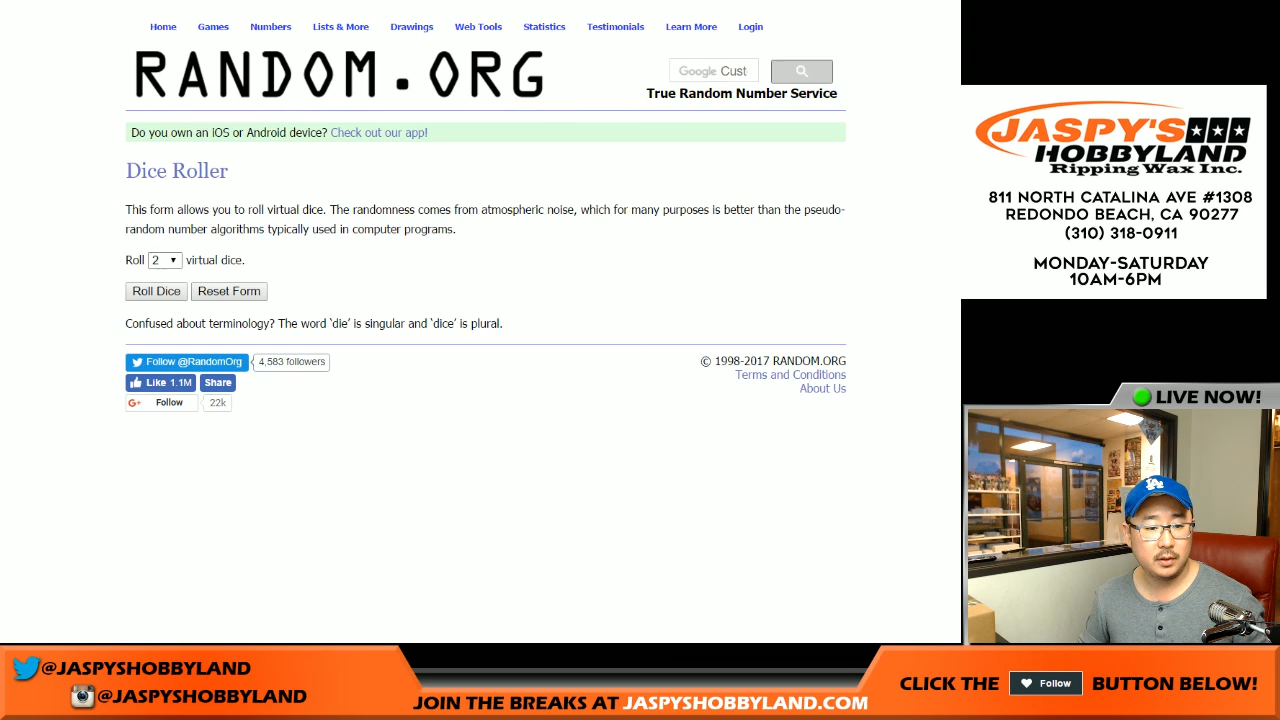 Home Games Numbers Lists & More Drawings Web Tools Statistics Testimonials Learn More Login
RANDOM.ORG
Google Cust
True Random Number Service
Do you own an iOS or Android device? Check out our app!
Dice Roller
This form allows you to roll virtual dice. The randomness comes from atmospheric noise, which for many purposes is better than the pseudo-
random number algorithms typically used in computer programs.
Roll 2 virtual dice.
Roll Dice Reset Form
Confused about terminology? The word ‘die’ is singular and ‘dice’ is plural.
Follow @RandomOrg 4,583 followers
Like 1.1M Share
G+ Follow 22k
© 1998-2017 RANDOM.ORG
Terms and Conditions
About Us
JASPY'S
HOBBYLAND
Ripping Wax Inc.
811 NORTH CATALINA AVE #1308
REDONDO BEACH, CA 90277
(310) 318-0911
MONDAY-SATURDAY
10AM-6PM
LIVE NOW!
LA
@JASPYSHOBBYLAND
@JASPYSHOBBYLAND
JOIN THE BREAKS AT JASPYSHOBBYLAND.COM
CLICK THE Follow BUTTON BELOW!